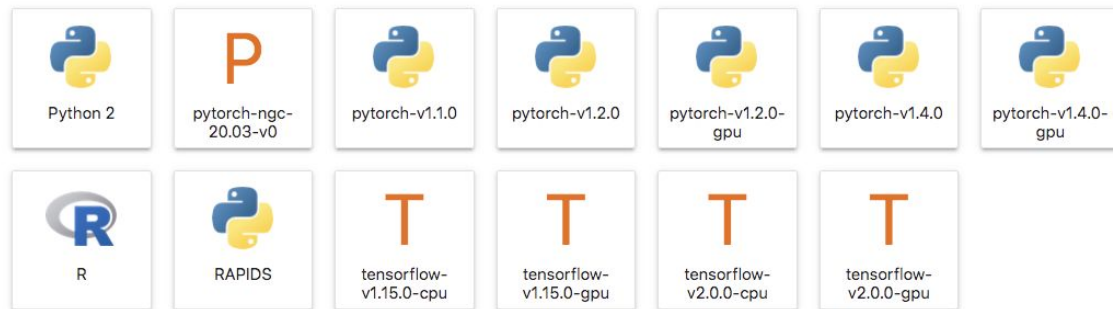 Python 2
P
pytorch-ngc-
20.03-v0
pytorch-v1.1.0
pytorch-v1.2.0
pytorch-v1.2.0-
gpu
pytorch-v1.4.0
pytorch-v1.4.0-
gpu
R
R
RAPIDS
T
tensorflow-
v1.15.0-cpu
T
tensorflow-
v1.15.0-gpu
T
tensorflow-
v2.0.0-cpu
T
tensorflow-
v2.0.0-gpu